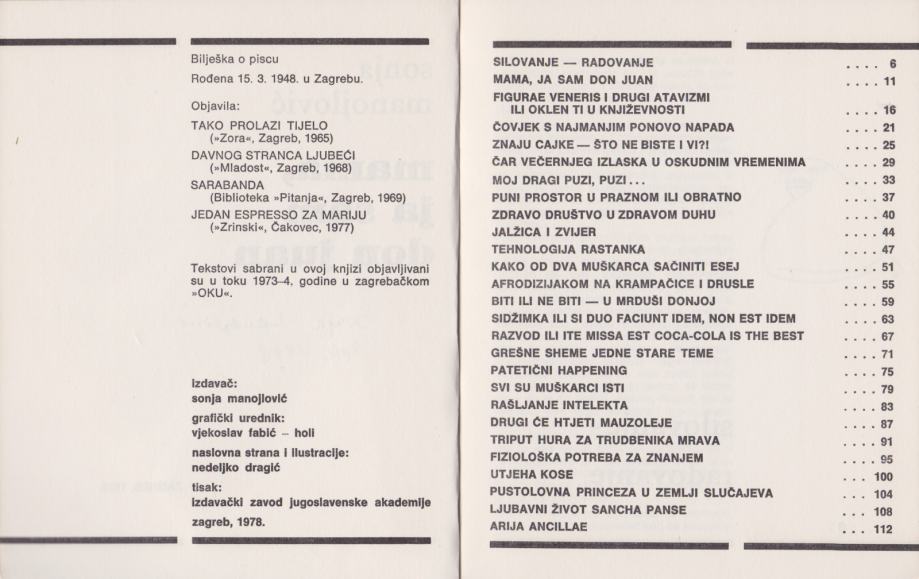 Bilješka o piscu
Rođena 15. 3. 1948. u Zagrebu.
Objavila:
TAKO PROLAZI TIJELO
(»Zora«, Zagreb, 1965)
DAVNOG STRANCA LJUBEĆI
(»Mladost«, Zagreb, 1968)
SARABANDA
(Biblioteka »Pitanja«, Zagreb, 1969)
JEDAN ESPRESSO ZA MARIJU
(»Zrinski«, Čakovec, 1977)
Tekstovi sabrani u ovoj knjizi objavljivani
su u toku 1973–4. godine u zagrebačkom
»OKU«.
izdavač:
sonja manojlović
grafički urednik:
vjekoslav fabić – holi
naslovna strana i ilustracije:
nedeljko dragić
tisak:
izdavački zavod jugoslavenske akademije
zagreb, 1978.
SILOVANJE — RADOVANJE . . . . 6
MAMA, JA SAM DON JUAN . . . . 11
FIGURAE VENERIS I DRUGI ATAVIZMI
ILI OKLEN TI U KNJIŽEVNOSTI . . . . 16
ČOVJEK S NAJMANJIM PONOVO NAPADA . . . . 21
ZNAJU CAJKE — ŠTO NE BISTE I VI?! . . . . 25
ČAR VEČERNJEG IZLASKA U OSKUDNIM VREMENIMA . . . . 29
MOJ DRAGI PUZI, PUZI . . . . . . . 33
PUNI PROSTOR U PRAZNOM ILI OBRATNO . . . . 37
ZDRAVO DRUŠTVO U ZDRAVOM DUHU . . . . 40
JALŽICA I ZVIJER . . . . 44
TEHNOLOGIJA RASTANKA . . . . 47
KAKO OD DVA MUŠKARCA SAČINITI ESEJ . . . . 51
AFRODIZIJAKOM NA KRAMPAČICE I DRUSLE . . . . 55
BITI ILI NE BITI — U MRDUŠI DONJOJ . . . . 59
SIDŽIMKA ILI SI DUO FACIUNT IDEM, NON EST IDEM . . . . 63
RAZVOD ILI ITE MISSA EST COCA-COLA IS THE BEST . . . . 67
GREŠNE SHEME JEDNE STARE TEME . . . . 71
PATETIČNI HAPPENING . . . . 75
SVI SU MUŠKARCI ISTI . . . . 79
RAŠLJANJE INTELEKTA . . . . 83
DRUGI ĆE HTJETI MAUZOLEJE . . . . 87
TRIPUT HURA ZA TRUDBENIKA MRAVA . . . . 91
FIZIOLOŠKA POTREBA ZA ZNANJEM . . . . 95
UTJEHA KOSE . . . 100
PUSTOLOVNA PRINCEZA U ZEMLJI SLUČAJEVA . . . 104
LJUBAVNI ŽIVOT SANCHA PANSE . . . 108
ARIJA ANCILLAE . . . 112